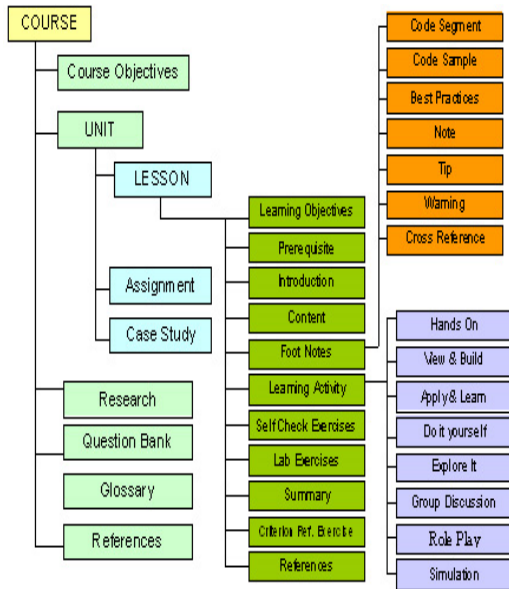 COURSE
Course Objectives
UNIT
LESSON
Assignment
Case Study
Research
Question Bank
Glossary
References
Learning Objectives
Prerequisite
Introduction
Content
Foot Notes
Learning Activity
Self Check Exercises
Lab Exercises
Summary
Criterion Ref. Exercise
References
Code Segment
Code Sample
Best Practices
Note
Tip
Warning
Cross Reference
Hands On
View & Build
Apply & Learn
Do it yourself
Explore It
Group Discussion
Role Play
Simulation